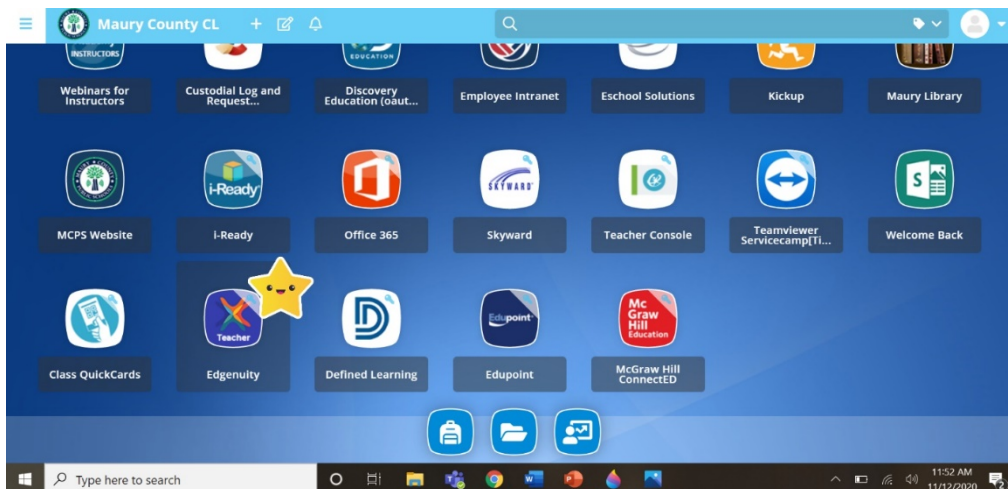 Maury County CL
INSTRUCTORS
EDUCATION
Webinars for
Instructors
Custodial Log and
Request...
Discovery
Education (oaut...
Employee Intranet
Eschool Solutions
Kickup
Maury Library
i-Ready
SKYWARD
S
MCPS Website
i-Ready
Office 365
Skyward
Teacher Console
Teamviewer
Servicecamp[Ti...
Welcome Back
Teacher
Edupoint
Mc
Graw
Hill
Education
Class QuickCards
Edgenuity
Defined Learning
Edupoint
McGraw Hill
ConnectED
Type here to search
11:52 AM
11/12/2020